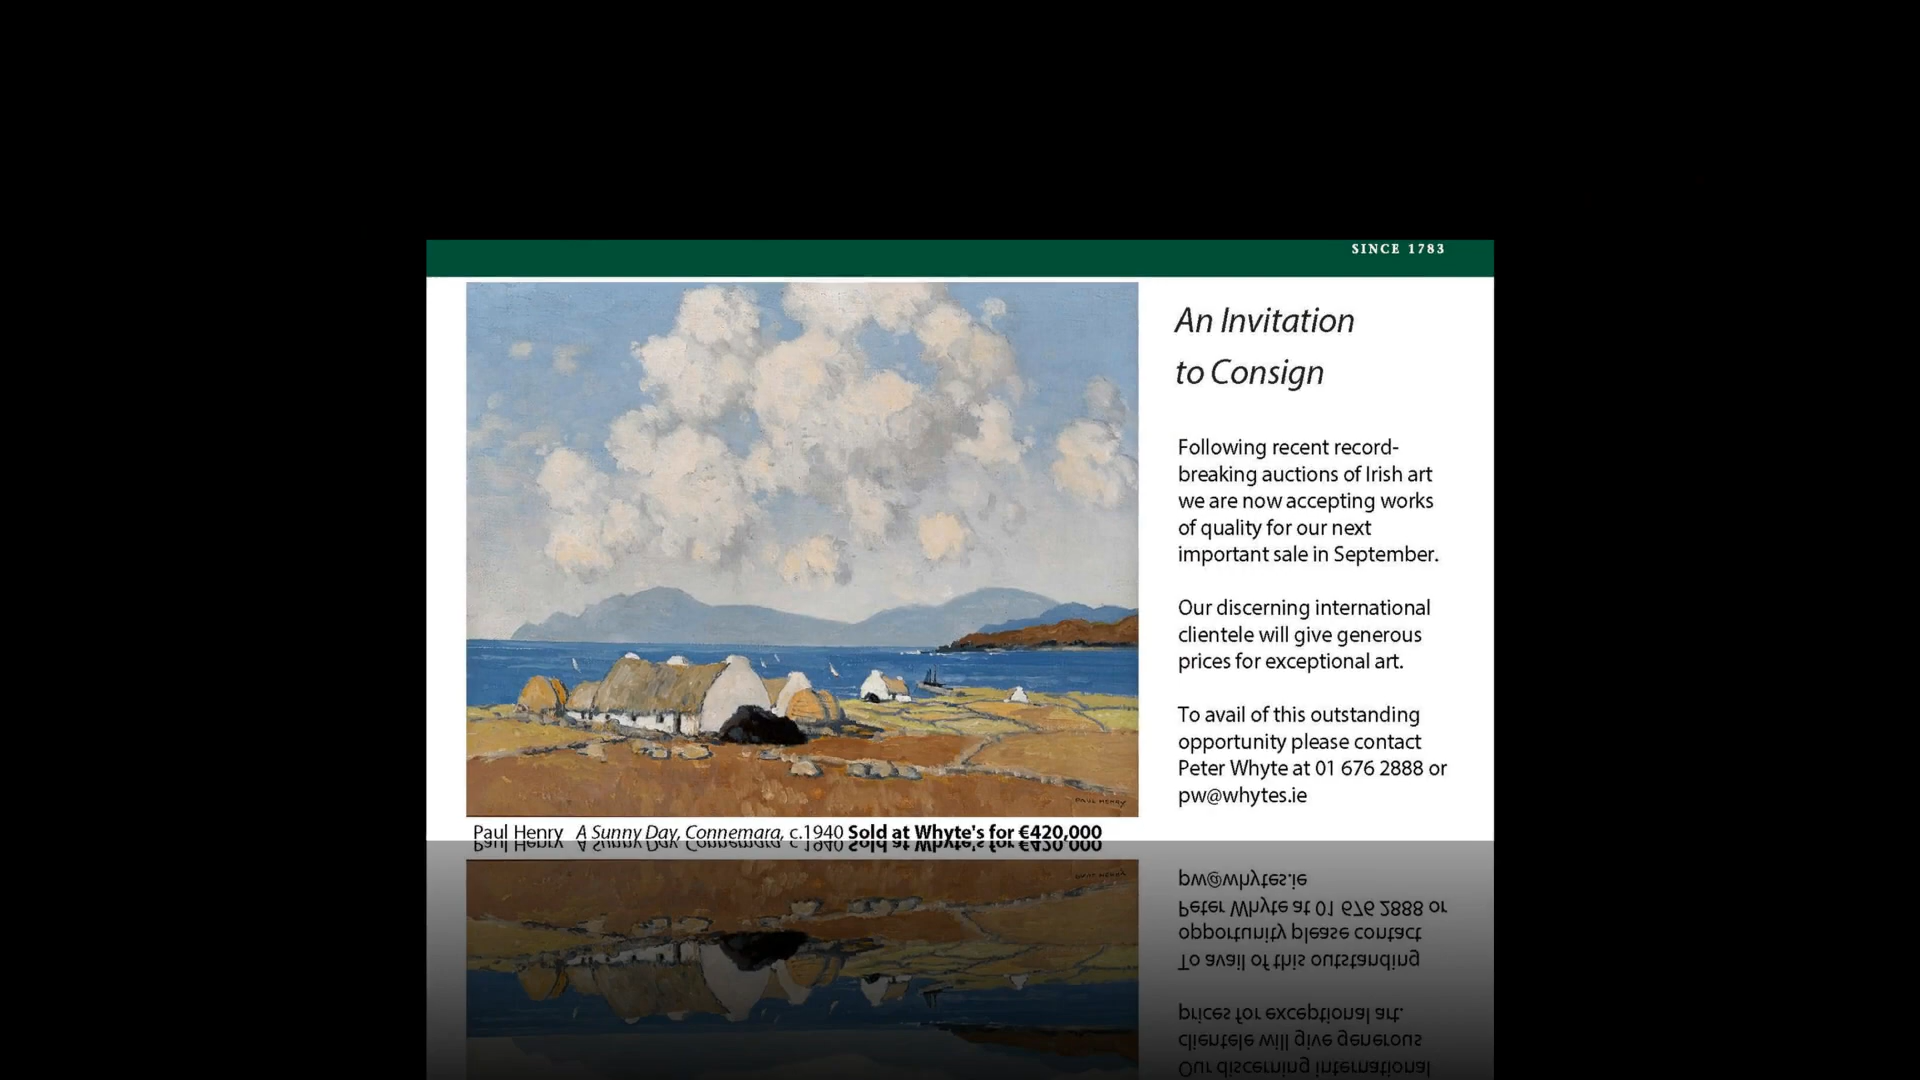 SINCE 1783
An Invitation
to Consign
Following recent record-
breaking auctions of Irish art
we are now accepting works
of quality for our next
important sale in September.
Our discerning international
clientele will give generous
prices for exceptional art.
To avail of this outstanding
opportunity please contact
Peter Whyte at 01 676 2888 or
pw@whytes.ie
PAUL HENRY
Paul Henry A Sunny Day, Connemara, c.1940 Sold at Whyte's for €420,000